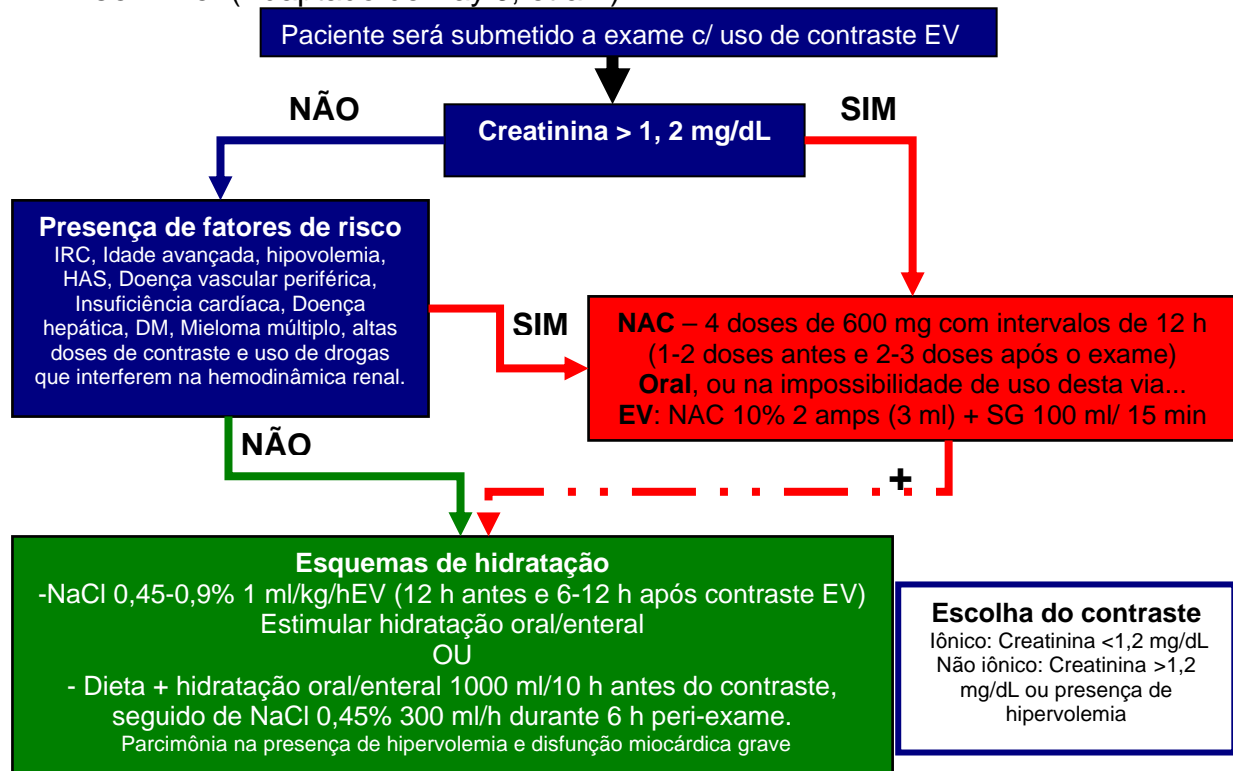 Paciente será submetido a exame c/ uso de contraste EV
NÃO
SIM
Creatinina > 1, 2 mg/dL
Presença de fatores de risco
IRC, Idade avançada, hipovolemia,
HAS, Doença vascular periférica,
Insuficiência cardíaca, Doença
hepática, DM, Mieloma múltiplo, altas
doses de contraste e uso de drogas
que interferem na hemodinâmica renal.
SIM
NAC – 4 doses de 600 mg com intervalos de 12 h
(1-2 doses antes e 2-3 doses após o exame)
Oral, ou na impossibilidade de uso desta via...
EV: NAC 10% 2 amps (3 ml) + SG 100 ml/ 15 min
NÃO
+
Esquemas de hidratação
-NaCl 0,45-0,9% 1 ml/kg/hEV (12 h antes e 6-12 h após contraste EV)
Estimular hidratação oral/enteral
OU
- Dieta + hidratação oral/enteral 1000 ml/10 h antes do contraste,
seguido de NaCl 0,45% 300 ml/h durante 6 h peri-exame.
Parcimônia na presença de hipervolemia e disfunção miocárdica grave
Escolha do contraste
Iônico: Creatinina <1,2 mg/dL
Não iônico: Creatinina >1,2
mg/dL ou presença de
hipervolemia